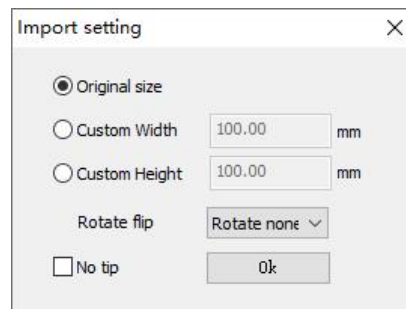 Import setting
Original size
Custom Width 100.00 mm
Custom Height 100.00 mm
Rotate flip Rotate none
No tip Ok